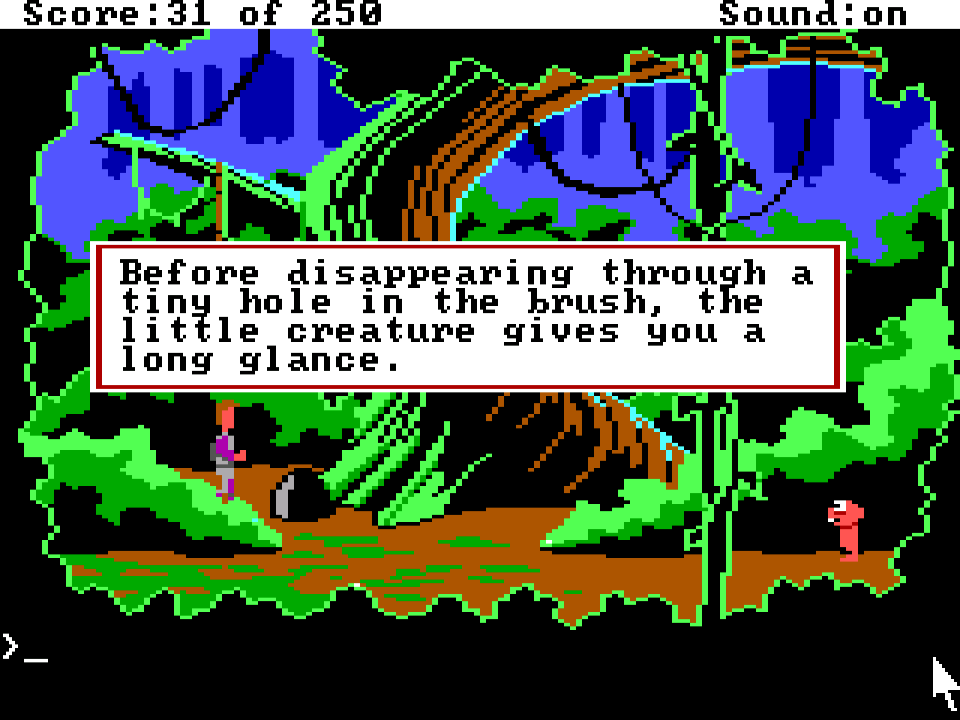 Score:31 of 250 Sound:on
Before disappearing through a
tiny hole in the brush, the
little creature gives you a
long glance.
>_